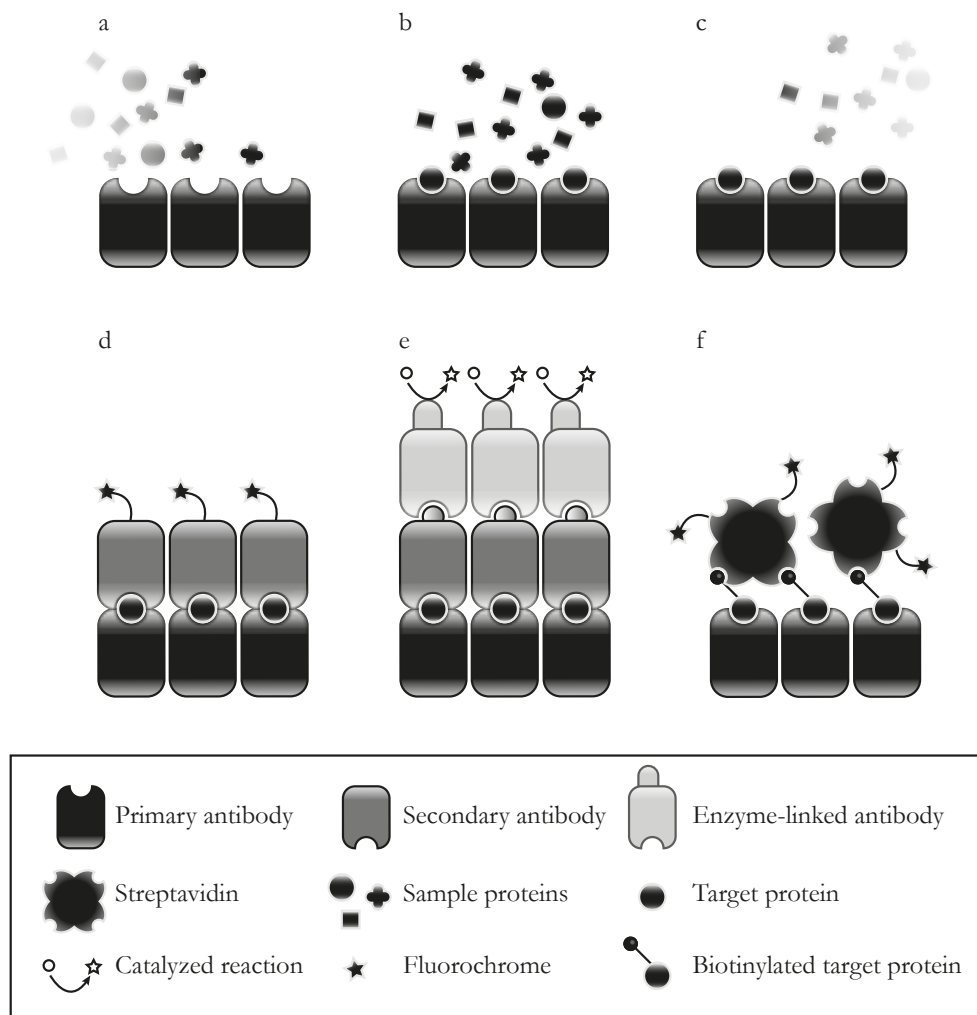 a
b
c
d
e
f
Primary antibody
Secondary antibody
Enzyme-linked antibody
Streptavidin
Sample proteins
Target protein
Catalyzed reaction
Fluorochrome
Biotinylated target protein